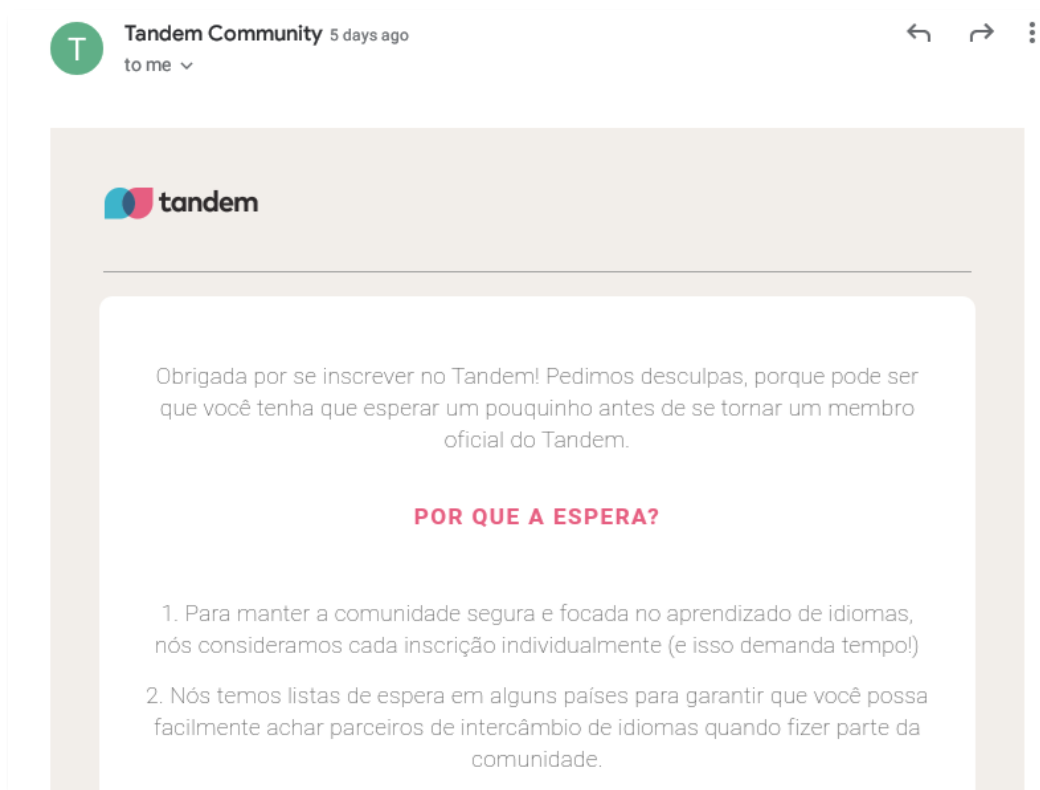 T
Tandem Community 5 days ago
to me
tandem
Obrigada por se inscrever no Tandem! Pedimos desculpas, porque pode ser
que você tenha que esperar um pouquinho antes de se tornar um membro
oficial do Tandem.
POR QUE A ESPERA?
1. Para manter a comunidade segura e focada no aprendizado de idiomas,
nós consideramos cada inscrição individualmente (e isso demanda tempo!)
2. Nós temos listas de espera em alguns países para garantir que você possa
facilmente achar parceiros de intercâmbio de idiomas quando fizer parte da
comunidade.